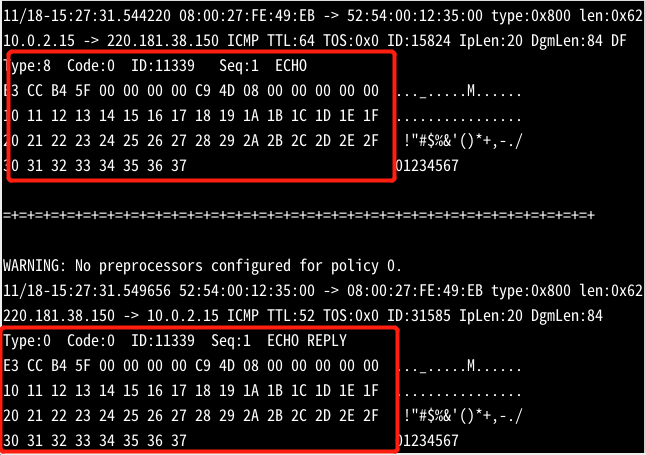 11/18-15:27:31.544220 08:00:27:FE:49:EB -> 52:54:00:12:35:00 type:0x800 len:0x62
10.0.2.15 -> 220.181.38.150 ICMP TTL:64 TOS:0x0 ID:15824 IpLen:20 DgmLen:84 DF
Type:8  Code:0  ID:11339   Seq:1  ECHO
E3 CC B4 5F 00 00 00 00 C9 4D 08 00 00 00 00 00  ..._.....M......
10 11 12 13 14 15 16 17 18 19 1A 1B 1C 1D 1E 1F  ................
20 21 22 23 24 25 26 27 28 29 2A 2B 2C 2D 2E 2F   !"#$%&'()*+,-./
30 31 32 33 34 35 36 37                          01234567
=+=+=+=+=+=+=+=+=+=+=+=+=+=+=+=+=+=+=+=+=+=+=+=+=+=+=+=+=+=+=+=+=+=+=+=+=+
WARNING: No preprocessors configured for policy 0.
11/18-15:27:31.549656 52:54:00:12:35:00 -> 08:00:27:FE:49:EB type:0x800 len:0x62
220.181.38.150 -> 10.0.2.15 ICMP TTL:52 TOS:0x0 ID:31585 IpLen:20 DgmLen:84
Type:0  Code:0  ID:11339  Seq:1  ECHO REPLY
E3 CC B4 5F 00 00 00 00 C9 4D 08 00 00 00 00 00  ..._.....M......
10 11 12 13 14 15 16 17 18 19 1A 1B 1C 1D 1E 1F  ................
20 21 22 23 24 25 26 27 28 29 2A 2B 2C 2D 2E 2F   !"#$%&'()*+,-./
30 31 32 33 34 35 36 37                          01234567